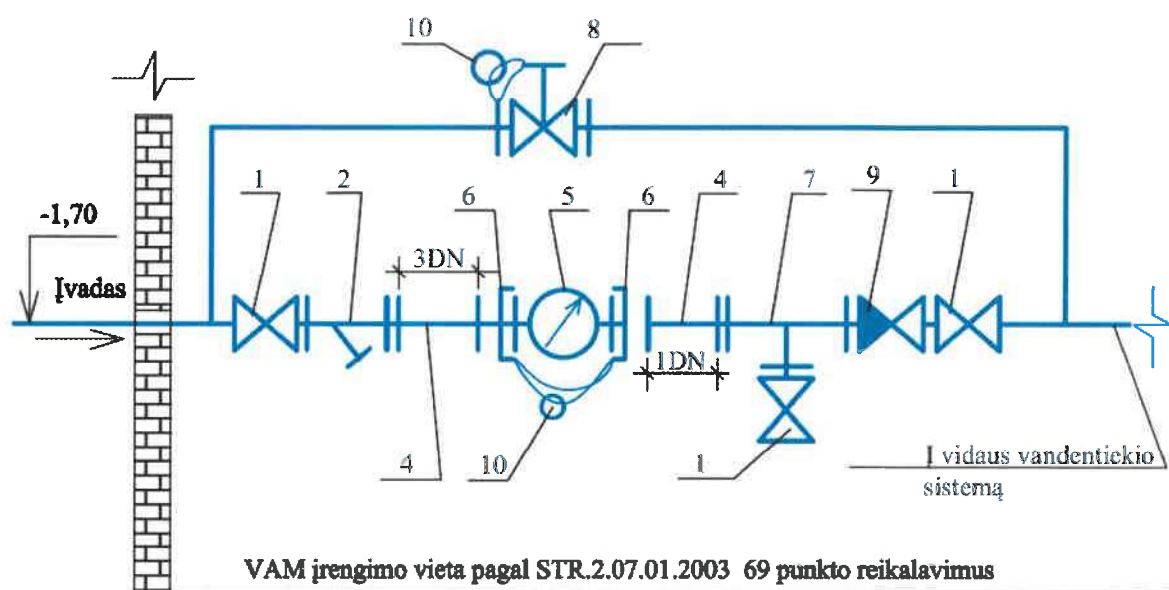 10
8
1
2
6
5
6
4
7
9
1
-1,70
Įvadas
3DN
1DN
4
10
1
Į vidaus vandentiekio
sistemą
VAM įrengimo vieta pagal STR.2.07.01.2003 69 punkto reikalavimus